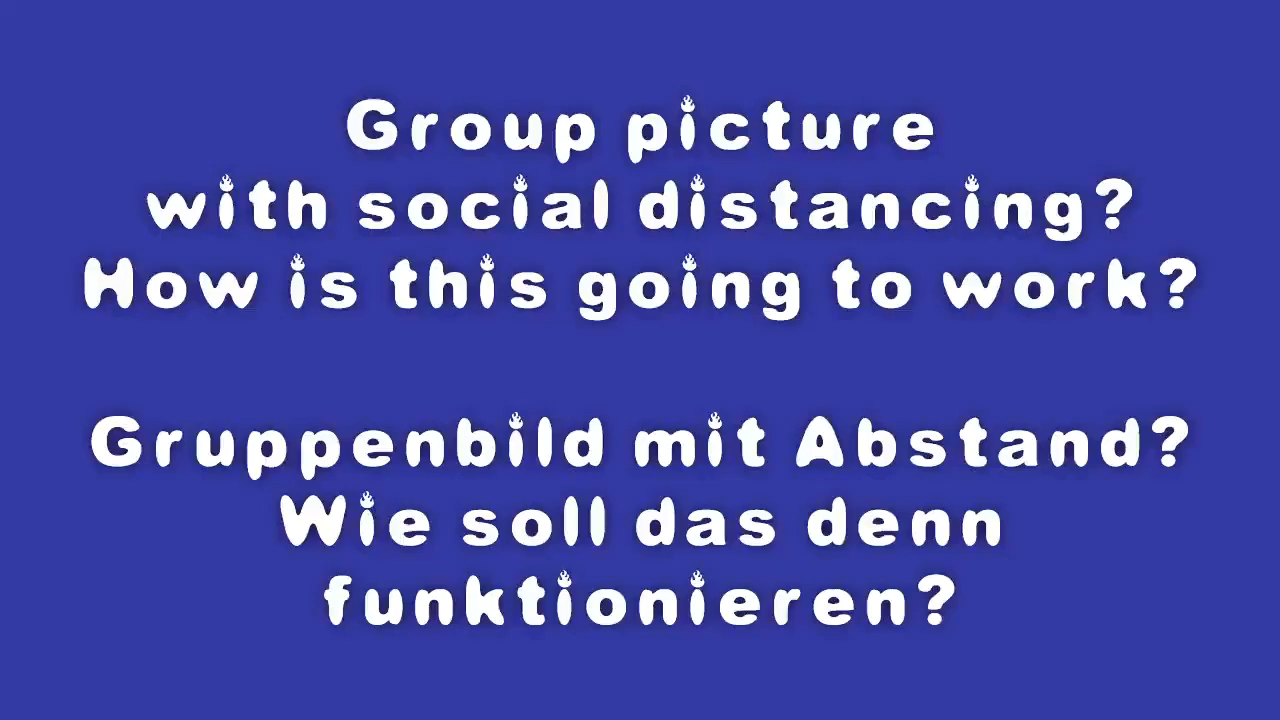 Group picture
with social distancing?
How is this going to work?
Gruppenbild mit Abstand?
Wie soll das denn
funktionieren?